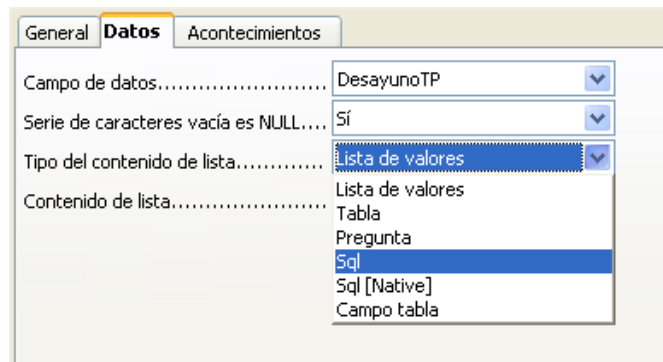 General Datos Acontecimientos
Campo de datos......................... DesayunoTP
Serie de caracteres vacía es NULL.... Sí
Tipo del contenido de lista............. Lista de valores
Lista de valores
Contenido de lista.......................
Tabla
Pregunta
Sql
Sql [Native]
Campo tabla